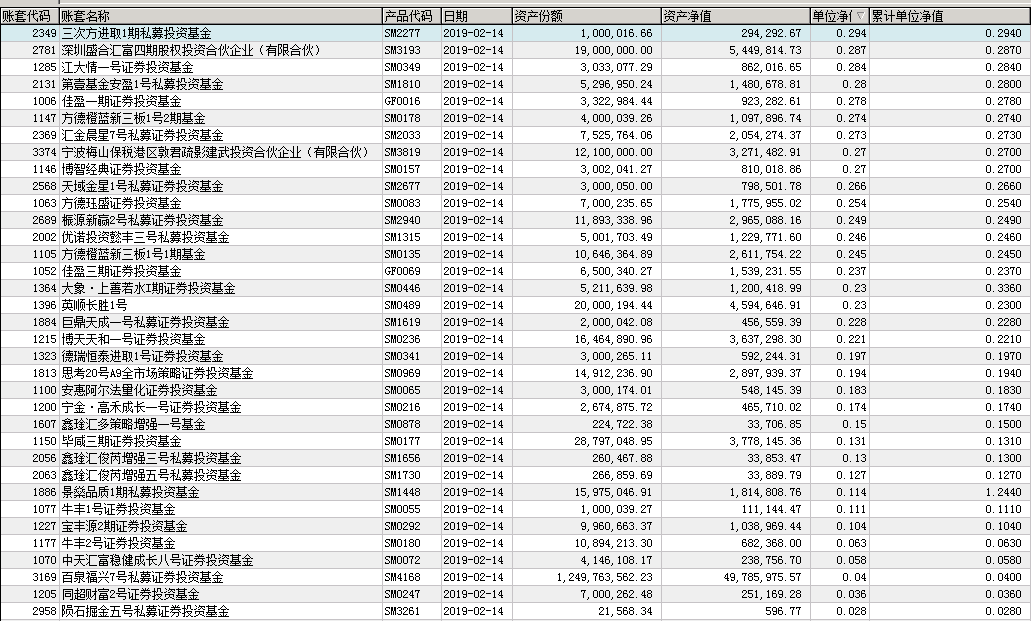 账套代码 账套名称 产品代码 日期 资产份额 资产净值 单位净值 累计单位净值
2349 三次方进取1期私募投资基金 SM2277 2019-02-14 1,000,016.66 294,292.67 0.294 0.2940
2781 深圳盛合汇富四期股权投资合伙企业（有限合伙） SM3193 2019-02-14 19,000,000.00 5,449,814.73 0.287 0.2870
1285 江大情一号证券投资基金 SM0349 2019-02-14 3,033,077.29 862,016.65 0.284 0.2840
2131 第壹基金安盈1号私募投资基金 SM1810 2019-02-14 5,296,950.24 1,480,678.81 0.28 0.2800
1006 佳盈一期证券投资基金 GF0016 2019-02-14 3,322,984.44 923,282.61 0.278 0.2780
1147 方德橙蓝新三板1号2期基金 SM0178 2019-02-14 4,000,039.26 1,097,896.74 0.274 0.2740
2369 汇金晨星7号私募证券投资基金 SM2033 2019-02-14 7,525,764.06 2,054,274.37 0.273 0.2730
3374 宁波梅山保税港区敦君疏影建武投资合伙企业（有限合伙） SM3819 2019-02-14 12,100,000.00 3,271,482.91 0.27 0.2700
1146 博智经典证券投资基金 SM0157 2019-02-14 3,002,041.27 810,018.86 0.27 0.2700
2568 天域金星1号私募证券投资基金 SM2677 2019-02-14 3,000,050.00 798,501.78 0.266 0.2660
1063 方德珏盛证券投资基金 SM0083 2019-02-14 7,000,235.65 1,775,955.02 0.254 0.2540
2689 榧源新赢2号私募证券投资基金 SM2940 2019-02-14 11,893,338.96 2,965,088.16 0.249 0.2490
2002 优诺投资懿丰三号私募投资基金 SM1315 2019-02-14 5,001,703.49 1,229,771.60 0.246 0.2460
1105 方德橙蓝新三板1号1期基金 SM0135 2019-02-14 10,646,364.89 2,611,754.22 0.245 0.2450
1052 佳盈三期证券投资基金 GF0069 2019-02-14 6,500,340.27 1,539,231.55 0.237 0.2370
1364 大象·上善若水I期证券投资基金 SM0446 2019-02-14 5,211,639.98 1,200,418.99 0.23 0.3360
1396 英顺长胜1号 SM0489 2019-02-14 20,000,194.44 4,594,646.91 0.23 0.2300
1884 巨鼎天成一号私募证券投资基金 SM1619 2019-02-14 2,000,042.08 456,559.39 0.228 0.2280
1215 博天天和一号证券投资基金 SM0236 2019-02-14 16,464,890.96 3,637,298.30 0.221 0.2210
1323 德瑞恒泰进取1号证券投资基金 SM0341 2019-02-14 3,000,265.11 592,244.31 0.197 0.1970
1813 思考20号A9全市场策略证券投资基金 SM0969 2019-02-14 14,912,236.90 2,897,939.37 0.194 0.1940
1100 安惠阿尔法量化证券投资基金 SM0065 2019-02-14 3,000,174.01 548,145.39 0.183 0.1830
1200 宁金·高禾成长一号证券投资基金 SM0216 2019-02-14 2,674,875.72 465,710.02 0.174 0.1740
1607 鑫琻汇多策略增强一号基金 SM0878 2019-02-14 224,722.38 33,706.85 0.15 0.1500
1150 毕咸三期证券投资基金 SM0177 2019-02-14 28,797,048.95 3,778,145.36 0.131 0.1310
2056 鑫琻汇俊芮增强三号私募投资基金 SM1656 2019-02-14 260,467.88 33,853.47 0.13 0.1300
2063 鑫琻汇俊芮增强五号私募投资基金 SM1730 2019-02-14 266,859.69 33,889.79 0.127 0.1270
1886 景燊品质1期私募投资基金 SM1448 2019-02-14 15,975,046.91 1,814,808.76 0.114 1.2440
1077 牛丰1号证券投资基金 SM0055 2019-02-14 1,000,039.27 111,144.47 0.111 0.1110
1227 宝丰源2期证券投资基金 SM0292 2019-02-14 9,960,663.37 1,038,969.44 0.104 0.1040
1177 牛丰2号证券投资基金 SM0180 2019-02-14 10,894,213.30 682,368.00 0.063 0.0630
1070 中天汇富稳健成长八号证券投资基金 SM0072 2019-02-14 4,146,108.17 238,756.70 0.058 0.0580
3169 百泉福兴7号私募证券投资基金 SM4168 2019-02-14 1,249,763,562.23 49,785,975.57 0.04 0.0400
1205 同超财富2号证券投资基金 SM0247 2019-02-14 7,000,262.48 251,169.28 0.036 0.0360
2958 陨石掘金五号私募证券投资基金 SM3261 2019-02-14 21,568.34 596.77 0.028 0.0280